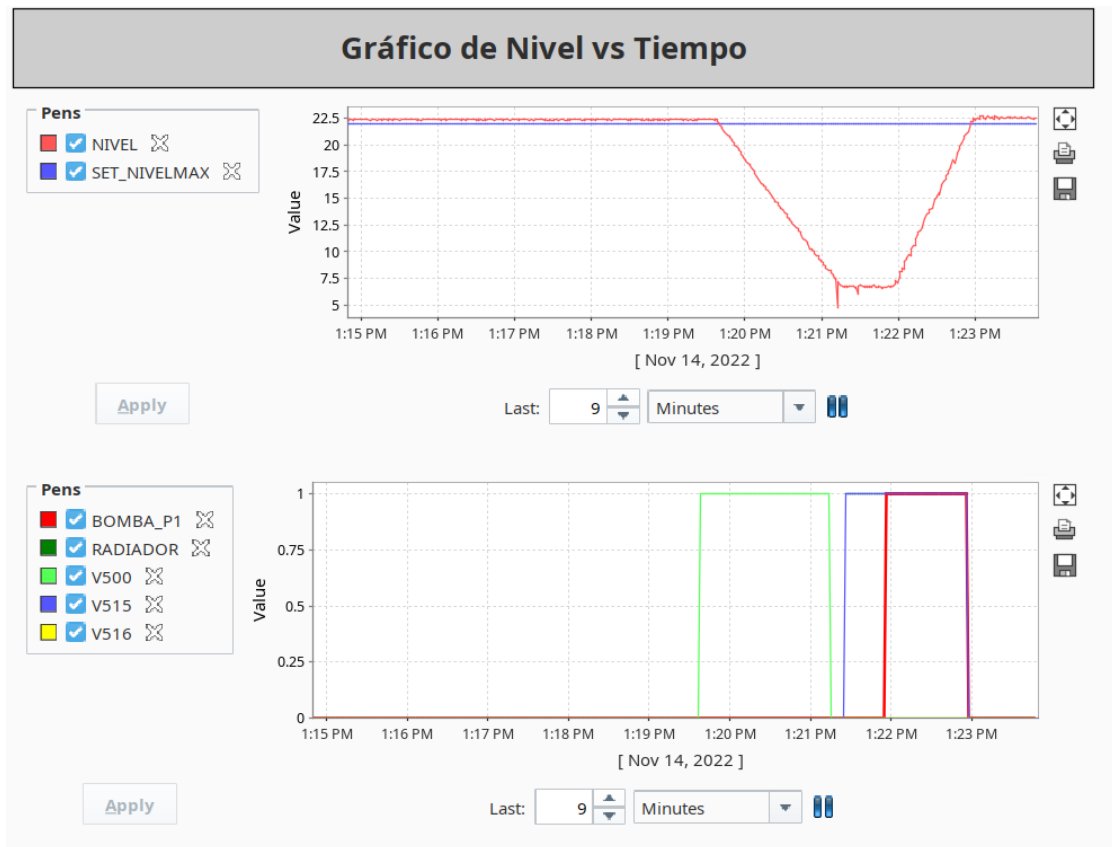 Gráfico de Nivel vs Tiempo
Pens
NIVEL
SET_NIVELMAX
Value
22.5
20
17.5
15
12.5
10
7.5
5
1:15 PM 1:16 PM 1:17 PM 1:18 PM 1:19 PM 1:20 PM 1:21 PM 1:22 PM 1:23 PM
[ Nov 14, 2022 ]
Apply
Last: 9 Minutes
Pens
BOMBA_P1
RADIADOR
V500
V515
V516
Value
1
0.75
0.5
0.25
0
1:15 PM 1:16 PM 1:17 PM 1:18 PM 1:19 PM 1:20 PM 1:21 PM 1:22 PM 1:23 PM
[ Nov 14, 2022 ]
Apply
Last: 9 Minutes